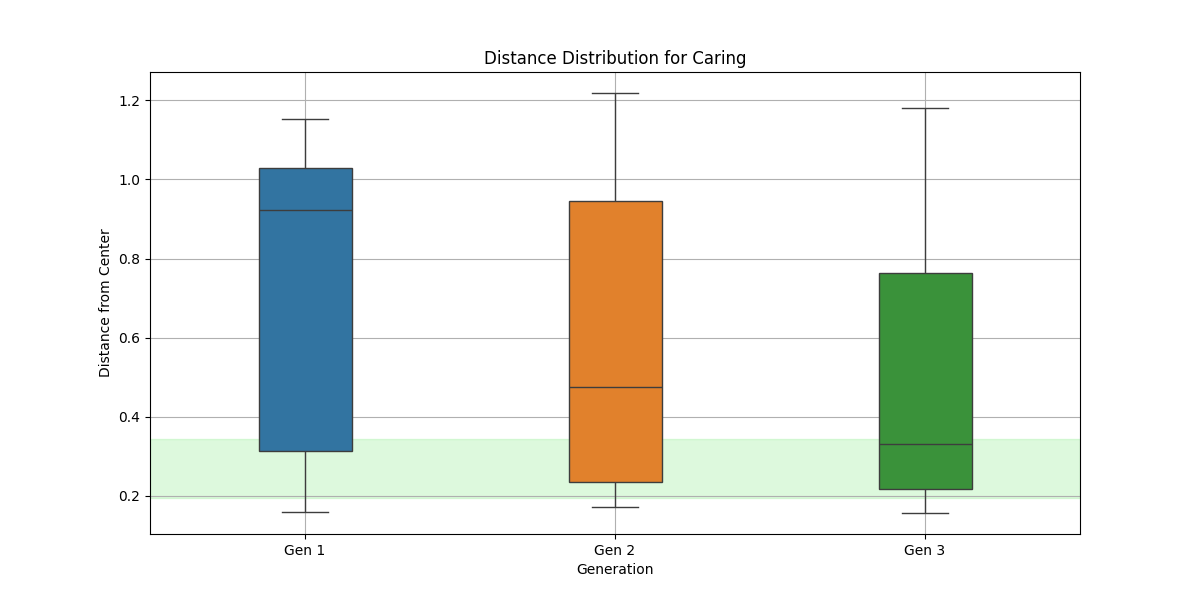 Distance Distribution for Caring
Distance from Center
1.2
1.0
0.8
0.6
0.4
0.2
Gen 1
Gen 2
Gen 3
Generation